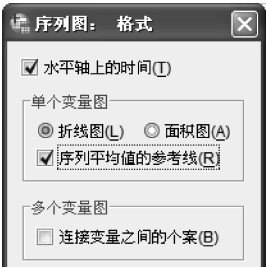 序列图： 格式
水平轴上的时间(T)
单个变量图
折线图(L) 面积图(A)
序列平均值的参考线(R)
多个变量图
连接变量之间的个案(B)